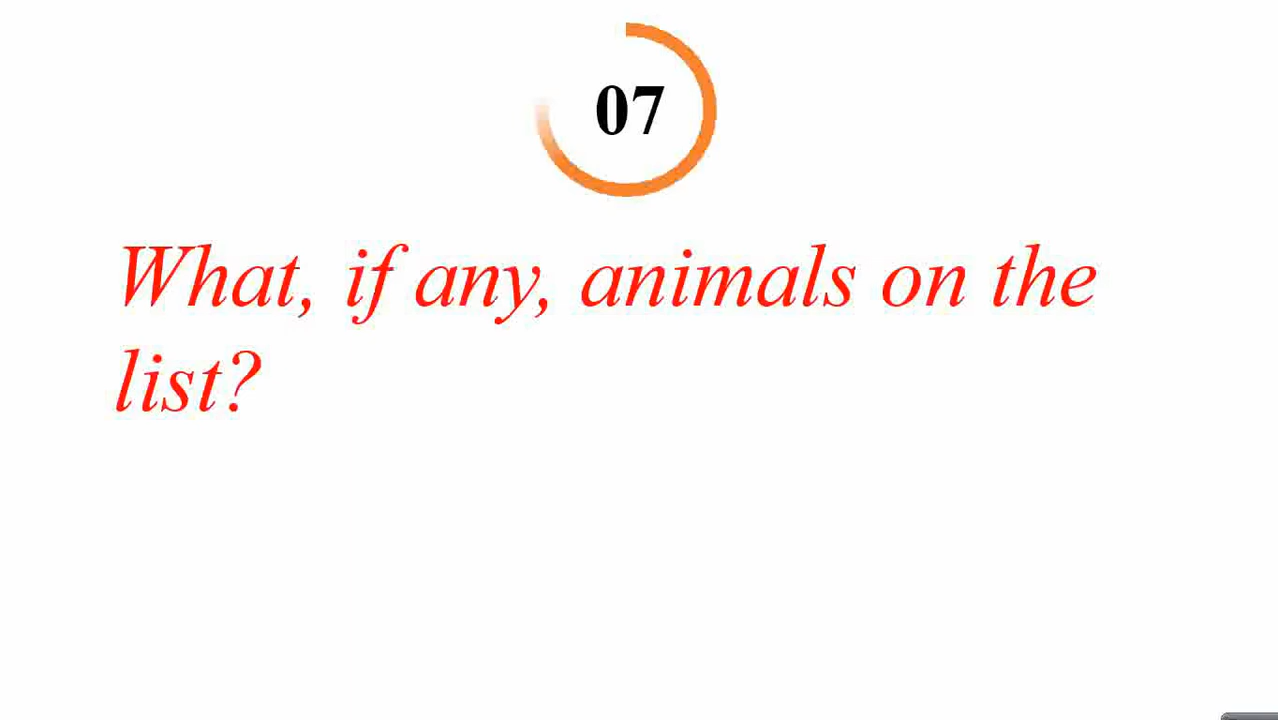 07
What, if any, animals on the
list?